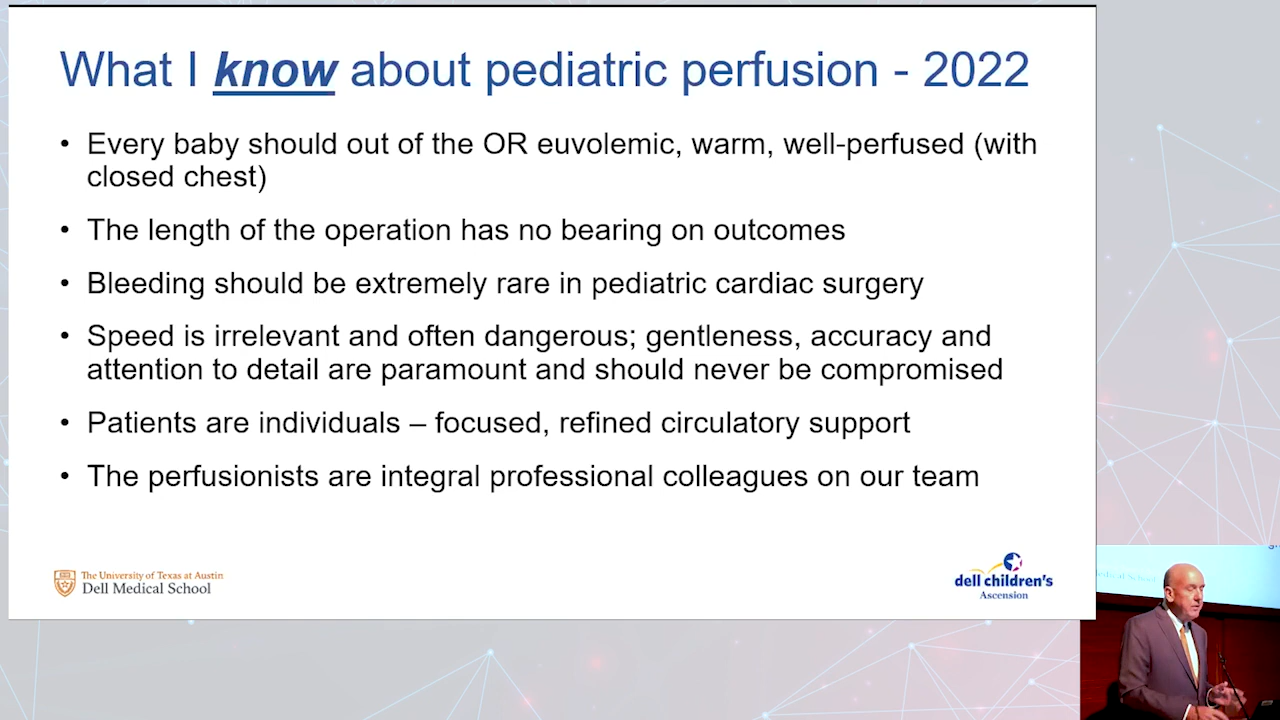 What I know about pediatric perfusion - 2022
• Every baby should out of the OR euvolemic, warm, well-perfused (with
closed chest)
• The length of the operation has no bearing on outcomes
• Bleeding should be extremely rare in pediatric cardiac surgery
• Speed is irrelevant and often dangerous; gentleness, accuracy and
attention to detail are paramount and should never be compromised
• Patients are individuals – focused, refined circulatory support
• The perfusionists are integral professional colleagues on our team
The University of Texas at Austin
Dell Medical School
dell children's
Ascension
Medical School